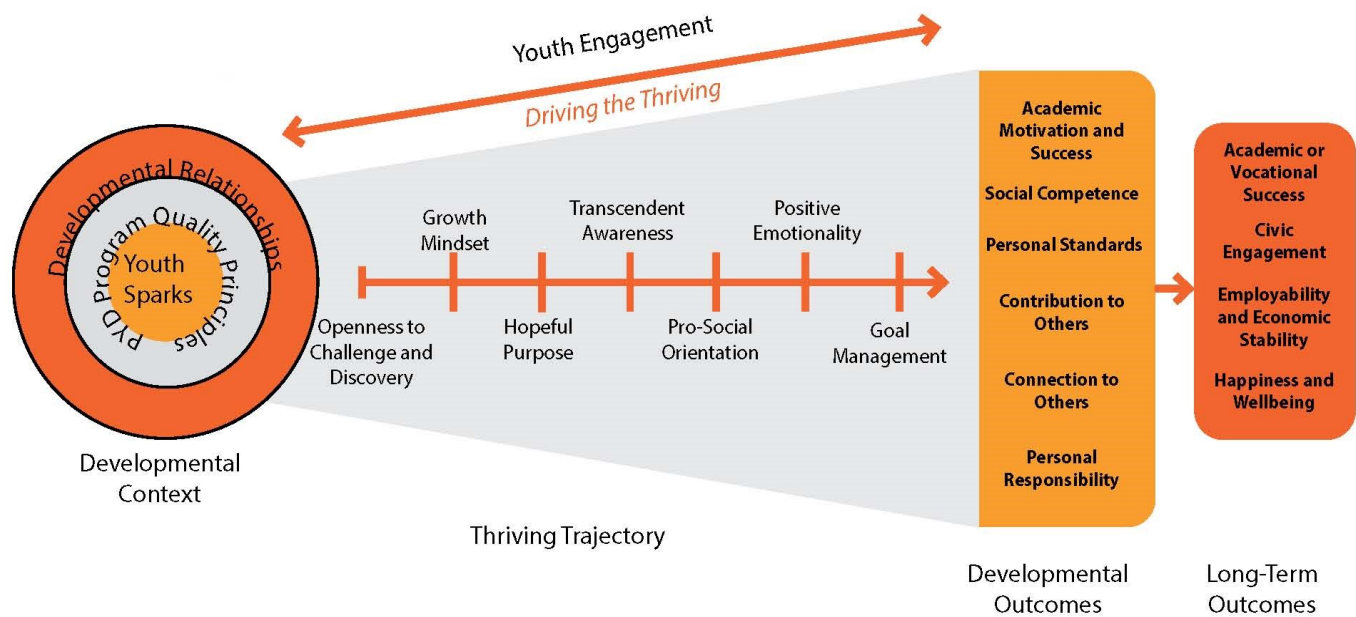 Youth Engagement
Driving the Thriving
Developmental Relationships
PYD Program Quality Principles
Youth
Sparks
Developmental
Context
Growth
Mindset
Transcendent
Awareness
Positive
Emotionality
Openness to
Challenge and
Discovery
Hopeful
Purpose
Pro-Social
Orientation
Goal
Management
Thriving Trajectory
Academic
Motivation and
Success
Social Competence
Personal Standards
Contribution to
Others
Connection to
Others
Personal
Responsibility
Developmental
Outcomes
Academic or
Vocational
Success
Civic
Engagement
Employability
and Economic
Stability
Happiness and
Wellbeing
Long-Term
Outcomes